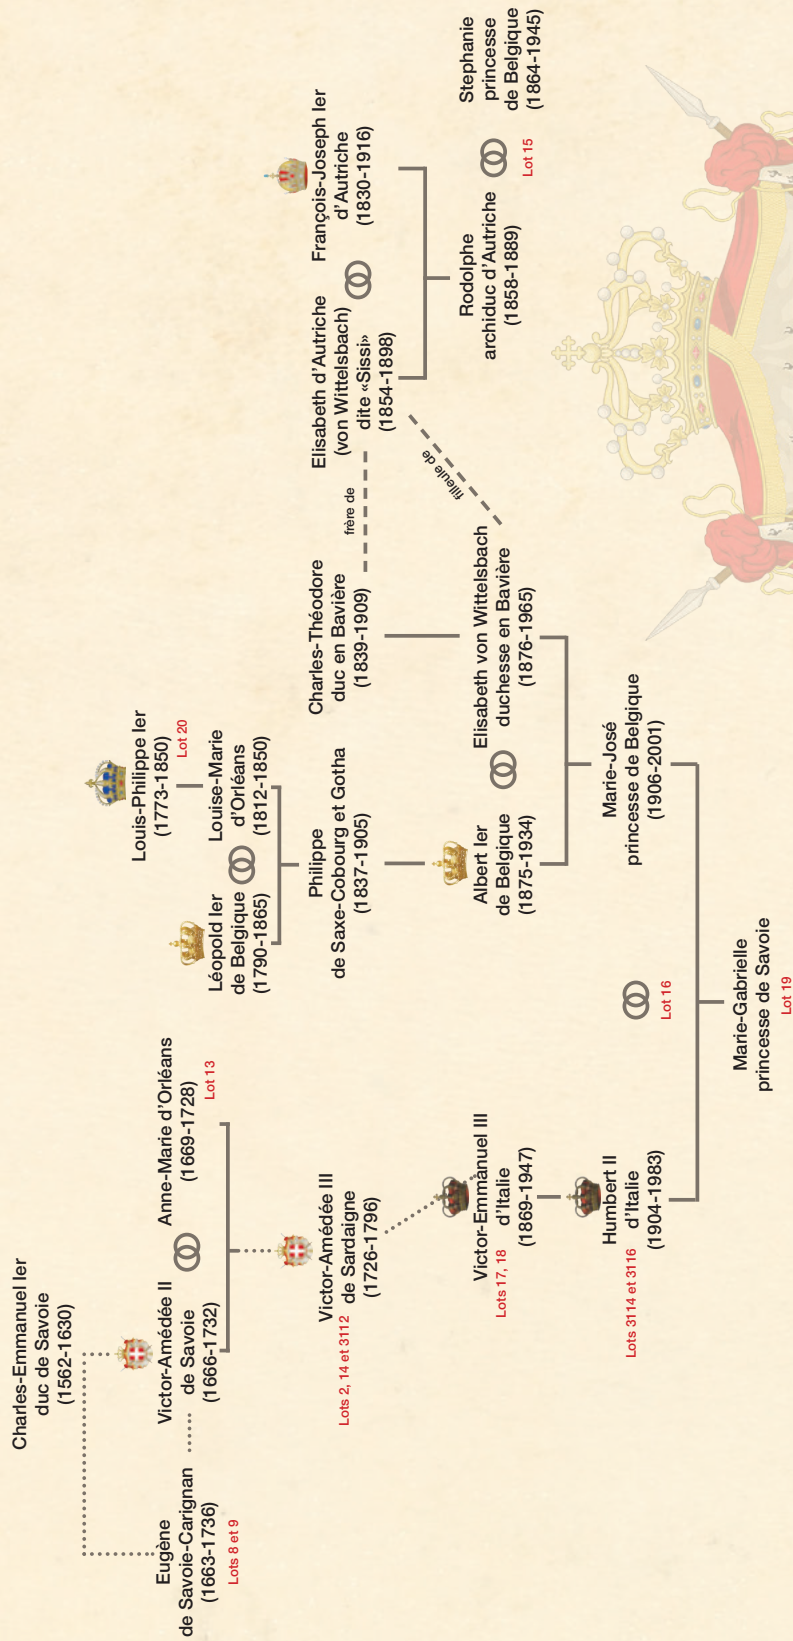 Charles-Emmanuel Ier
duc de Savoie
(1562-1630)
Eugène
de Savoie-Carignan
(1663-1736)
Lots 8 et 9
Victor-Amédée II
de Savoie
(1666-1732)
Anne-Marie d'Orléans
(1669-1728)
Lot 13
Victor-Amédée III
de Sardaigne
(1726-1796)
Lots 2, 14 et 3112
Victor-Emmanuel III
d'Italie
(1869-1947)
Lots 17, 18
Humbert II
d'Italie
(1904-1983)
Lots 3114 et 3116
Louis-Philippe Ier
(1773-1850)
Lot 20
Léopold Ier
de Belgique
(1790-1865)
Louise-Marie
d'Orléans
(1812-1850)
Philippe
de Saxe-Cobourg et Gotha
(1837-1905)
Albert Ier
de Belgique
(1875-1934)
Charles-Théodore
duc en Bavière
(1839-1909)
frère de
Elisabeth d'Autriche
(von Wittelsbach)
dite «Sissi»
(1854-1898)
François-Joseph Ier
d'Autriche
(1830-1916)
filleule de
Elisabeth von Wittelsbach
duchesse en Bavière
(1876-1965)
Rodolphe
archiduc d'Autriche
(1858-1889)
Lot 15
Stephanie
princesse
de Belgique
(1864-1945)
Marie-José
princesse de Belgique
(1906-2001)
Lot 16
Marie-Gabrielle
princesse de Savoie
Lot 19